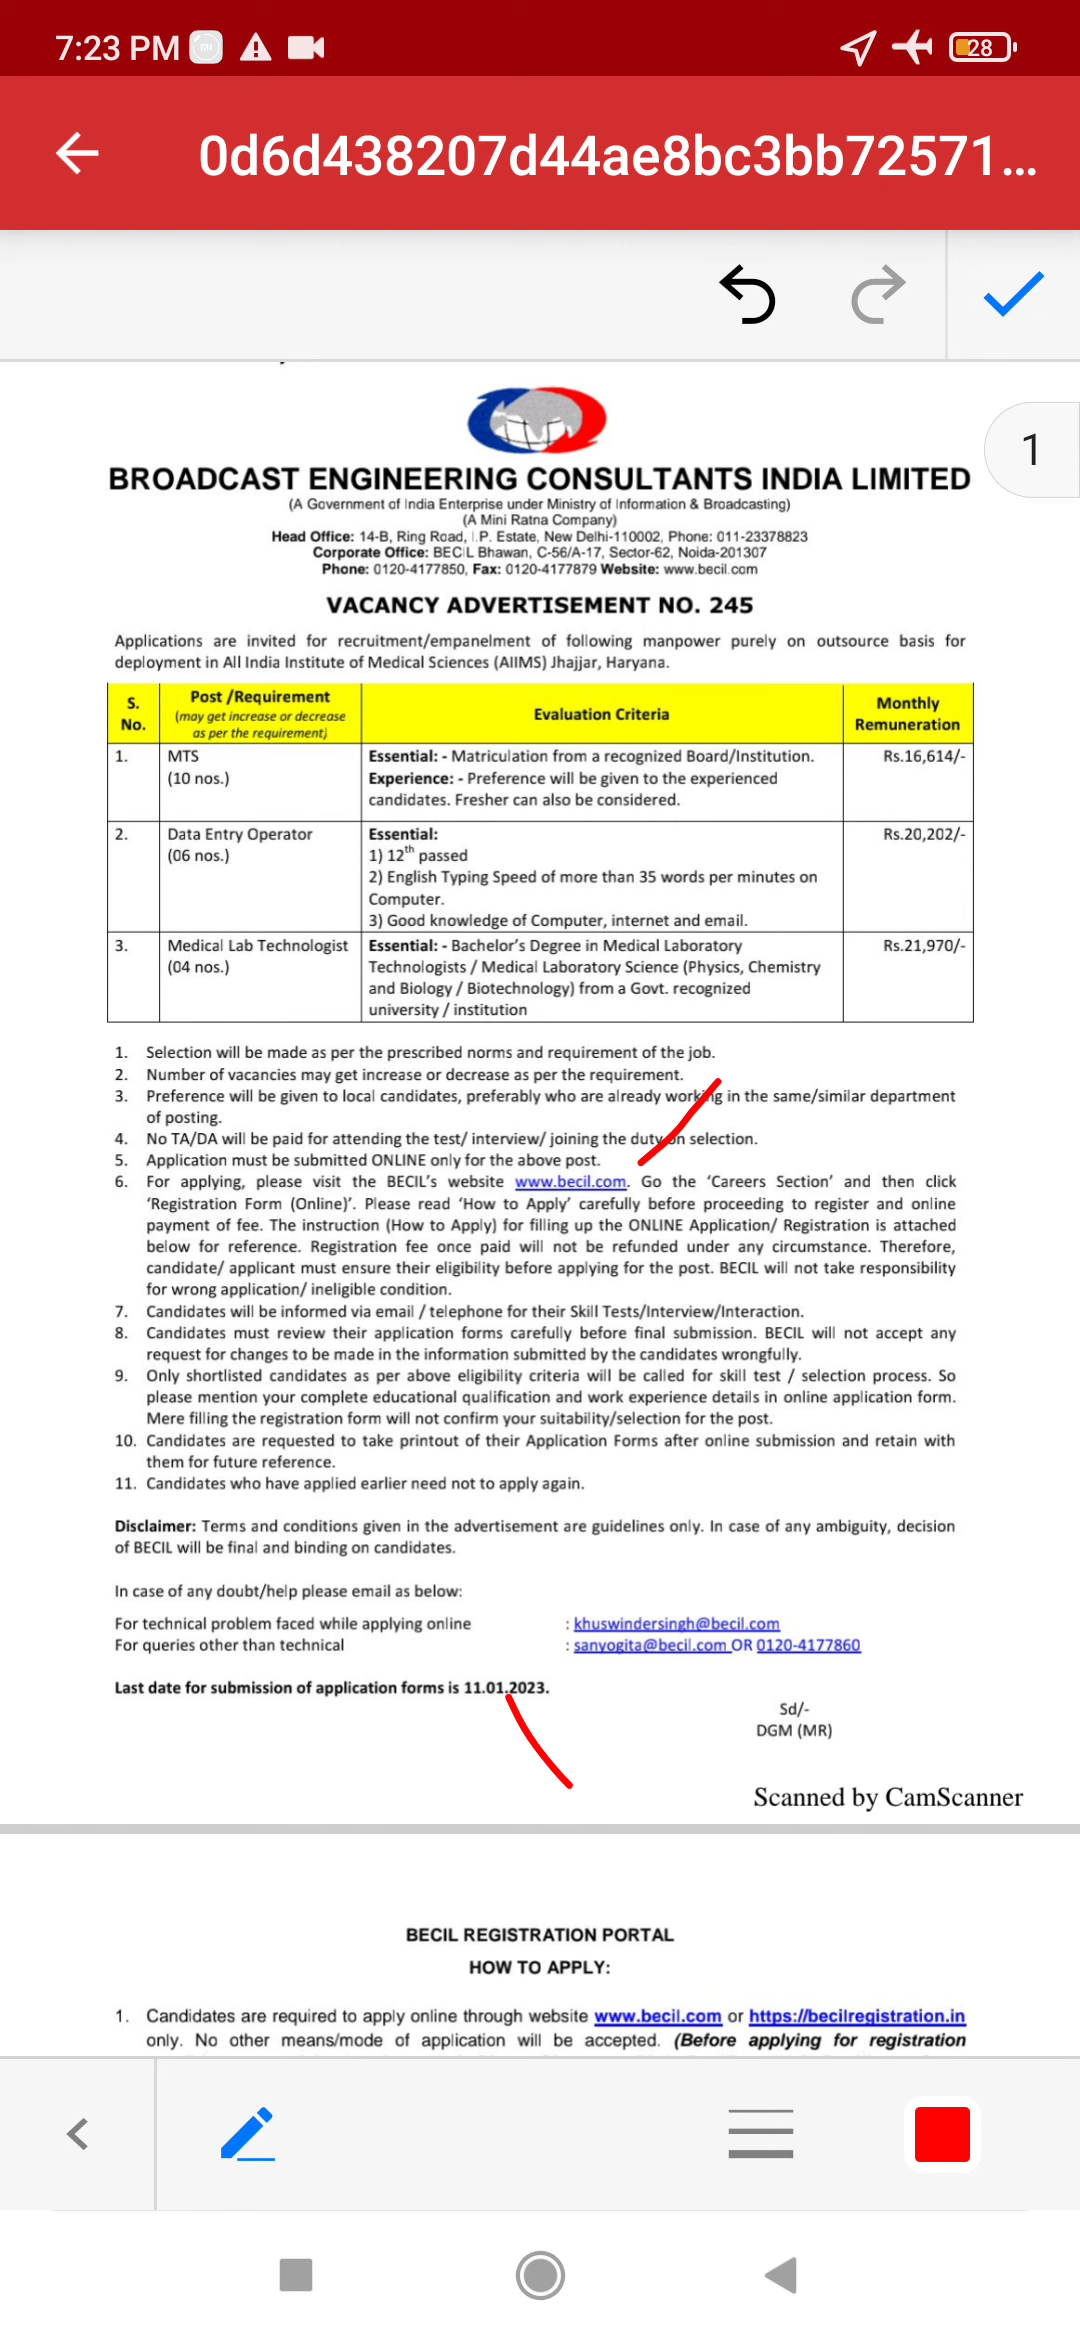 7:23 PM
28
0d6d438207d44ae8bc3bb72571...
1
BROADCAST ENGINEERING CONSULTANTS INDIA LIMITED
(A Government of India Enterprise under Ministry of Information & Broadcasting)
(A Mini Ratna Company)
Head Office: 14-B, Ring Road, I.P. Estate, New Delhi-110002, Phone: 011-23378823
Corporate Office: BECIL Bhawan, C-56/A-17, Sector-62, Noida-201307
Phone: 0120-4177850, Fax: 0120-4177879 Website: www.becil.com
VACANCY ADVERTISEMENT NO. 245
Applications are invited for recruitment/empanelment of following manpower purely on outsource basis for
deployment in All India Institute of Medical Sciences (AIIMS) Jhajjar, Haryana.
S. No. Post /Requirement (may get increase or decrease as per the requirement) Evaluation Criteria Monthly Remuneration
1. MTS Essential: - Matriculation from a recognized Board/Institution. Rs.16,614/-
(10 nos.) Experience: - Preference will be given to the experienced
candidates. Fresher can also be considered.
2. Data Entry Operator Essential: Rs.20,202/-
(06 nos.) 1) 12th passed
2) English Typing Speed of more than 35 words per minutes on
Computer.
3) Good knowledge of Computer, internet and email.
3. Medical Lab Technologist Essential: - Bachelor's Degree in Medical Laboratory Rs.21,970/-
(04 nos.) Technologists / Medical Laboratory Science (Physics, Chemistry
and Biology / Biotechnology) from a Govt. recognized
university / institution
1. Selection will be made as per the prescribed norms and requirement of the job.
2. Number of vacancies may get increase or decrease as per the requirement.
3. Preference will be given to local candidates, preferably who are already working in the same/similar department
of posting.
4. No TA/DA will be paid for attending the test/ interview/ joining the duty on selection.
5. Application must be submitted ONLINE only for the above post.
6. For applying, please visit the BECIL's website www.becil.com. Go the 'Careers Section' and then click
'Registration Form (Online)'. Please read 'How to Apply' carefully before proceeding to register and online
payment of fee. The instruction (How to Apply) for filling up the ONLINE Application/ Registration is attached
below for reference. Registration fee once paid will not be refunded under any circumstance. Therefore,
candidate/ applicant must ensure their eligibility before applying for the post. BECIL will not take responsibility
for wrong application/ ineligible condition.
7. Candidates will be informed via email / telephone for their Skill Tests/Interview/Interaction.
8. Candidates must review their application forms carefully before final submission. BECIL will not accept any
request for changes to be made in the information submitted by the candidates wrongfully.
9. Only shortlisted candidates as per above eligibility criteria will be called for skill test / selection process. So
please mention your complete educational qualification and work experience details in online application form.
Mere filling the registration form will not confirm your suitability/selection for the post.
10. Candidates are requested to take printout of their Application Forms after online submission and retain with
them for future reference.
11. Candidates who have applied earlier need not to apply again.
Disclaimer: Terms and conditions given in the advertisement are guidelines only. In case of any ambiguity, decision
of BECIL will be final and binding on candidates.
In case of any doubt/help please email as below:
For technical problem faced while applying online : khuswindersingh@becil.com
For queries other than technical : sanyogita@becil.com OR 0120-4177860
Last date for submission of application forms is 11.01.2023.
Sd/-
DGM (MR)
Scanned by CamScanner
BECIL REGISTRATION PORTAL
HOW TO APPLY:
1. Candidates are required to apply online through website www.becil.com or https://becilregistration.in
only. No other means/mode of application will be accepted. (Before applying for registration